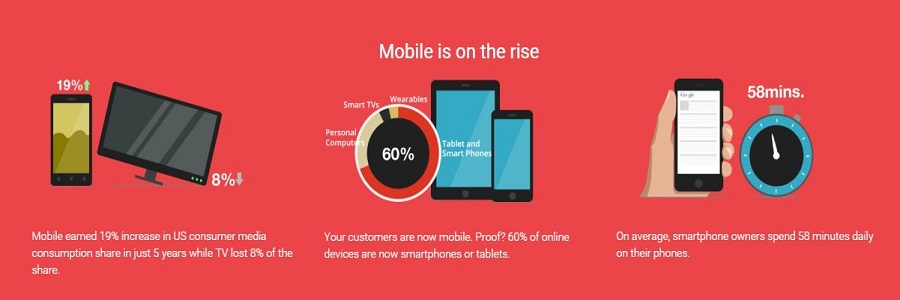 Mobile is on the rise
19%
8%
Mobile earned 19% increase in US consumer media
consumption share in just 5 years while TV lost 8% of the
share.
Smart TVs
Wearables
Personal
Computers
60%
Tablet and
Smart Phones
Your customers are now mobile. Proof? 60% of online
devices are now smartphones or tablets.
Google
58mins.
On average, smartphone owners spend 58 minutes daily
on their phones.